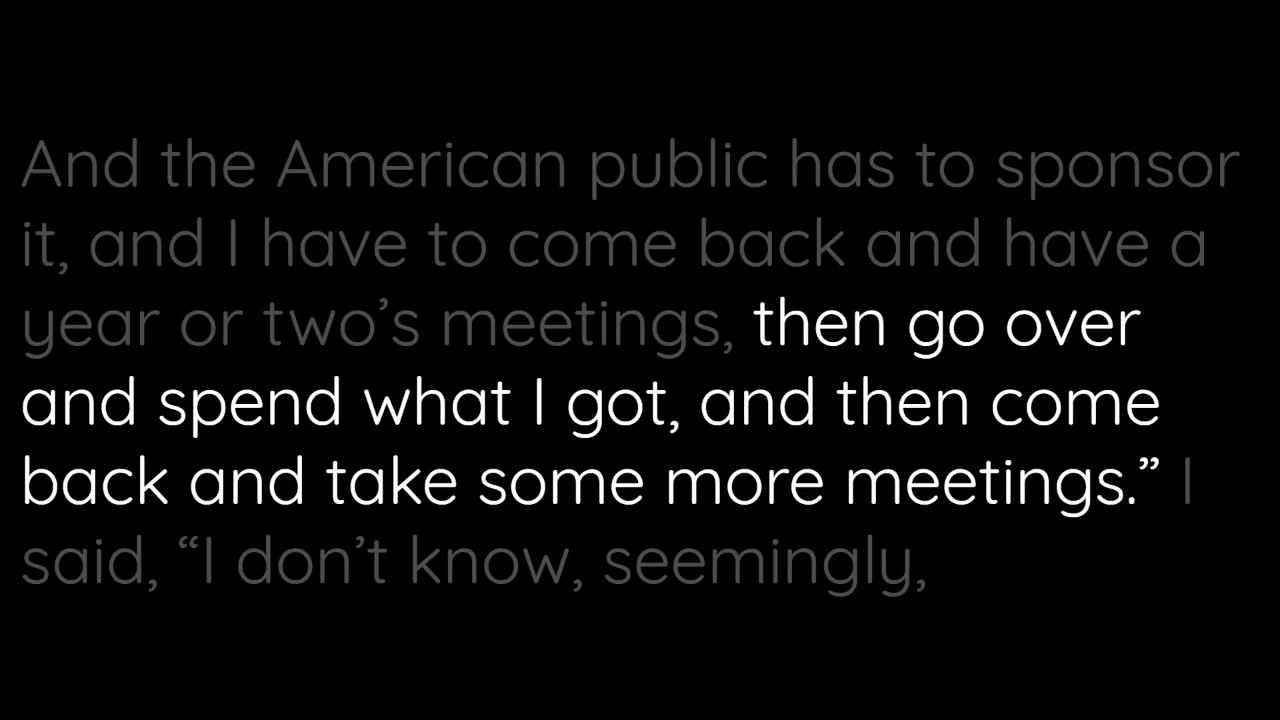 And the American public has to sponsor
it, and I have to come back and have a
year or two’s meetings, then go over
and spend what I got, and then come
back and take some more meetings.” I
said, “I don’t know, seemingly,